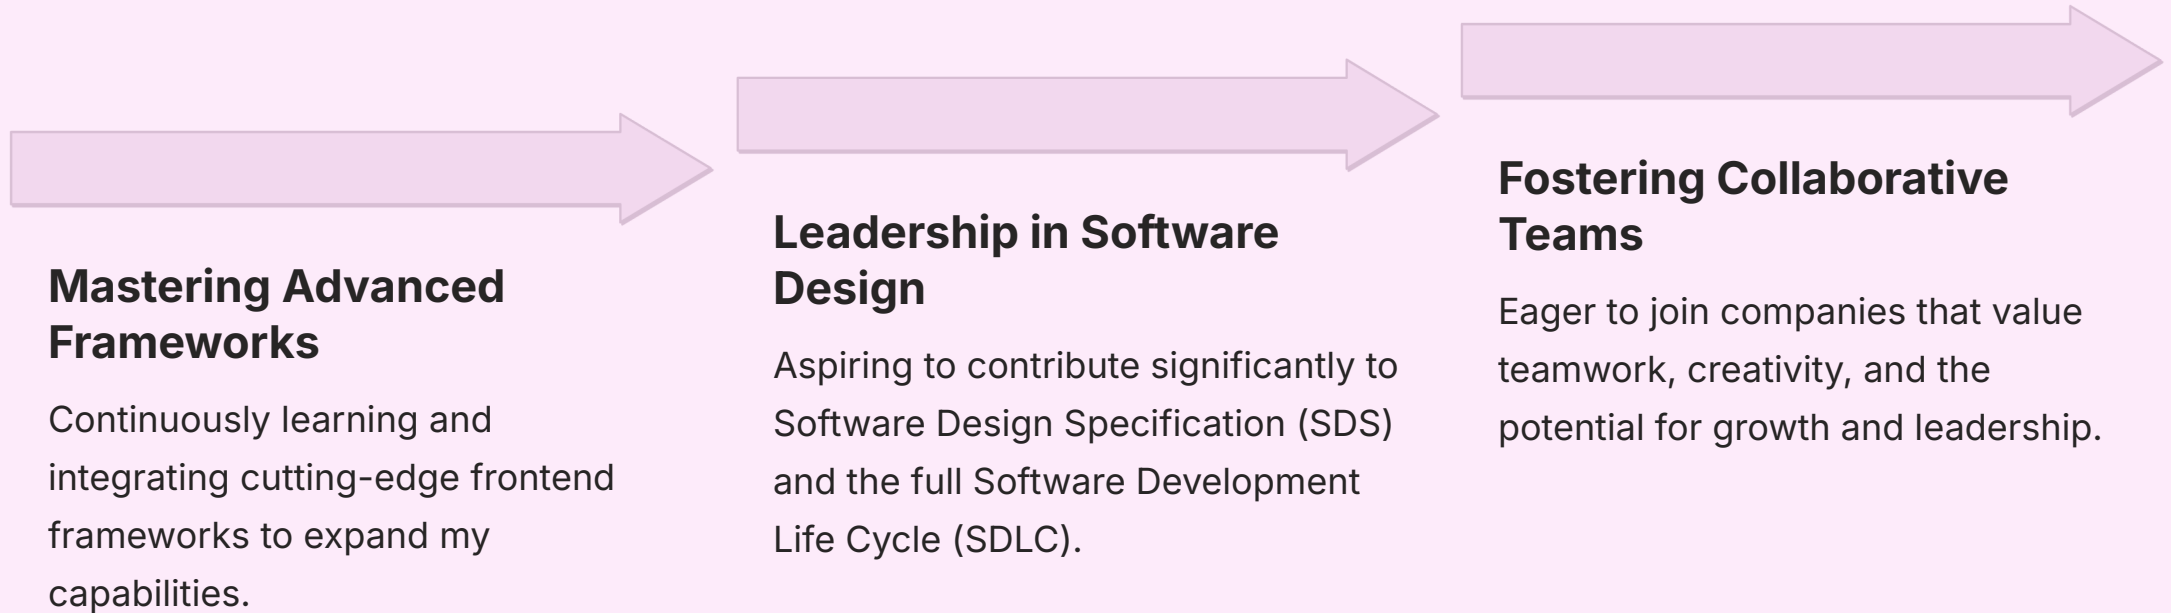 Mastering Advanced
Frameworks
Continuously learning and
integrating cutting-edge frontend
frameworks to expand my
capabilities.
Leadership in Software
Design
Aspiring to contribute significantly to
Software Design Specification (SDS)
and the full Software Development
Life Cycle (SDLC).
Fostering Collaborative
Teams
Eager to join companies that value
teamwork, creativity, and the
potential for growth and leadership.